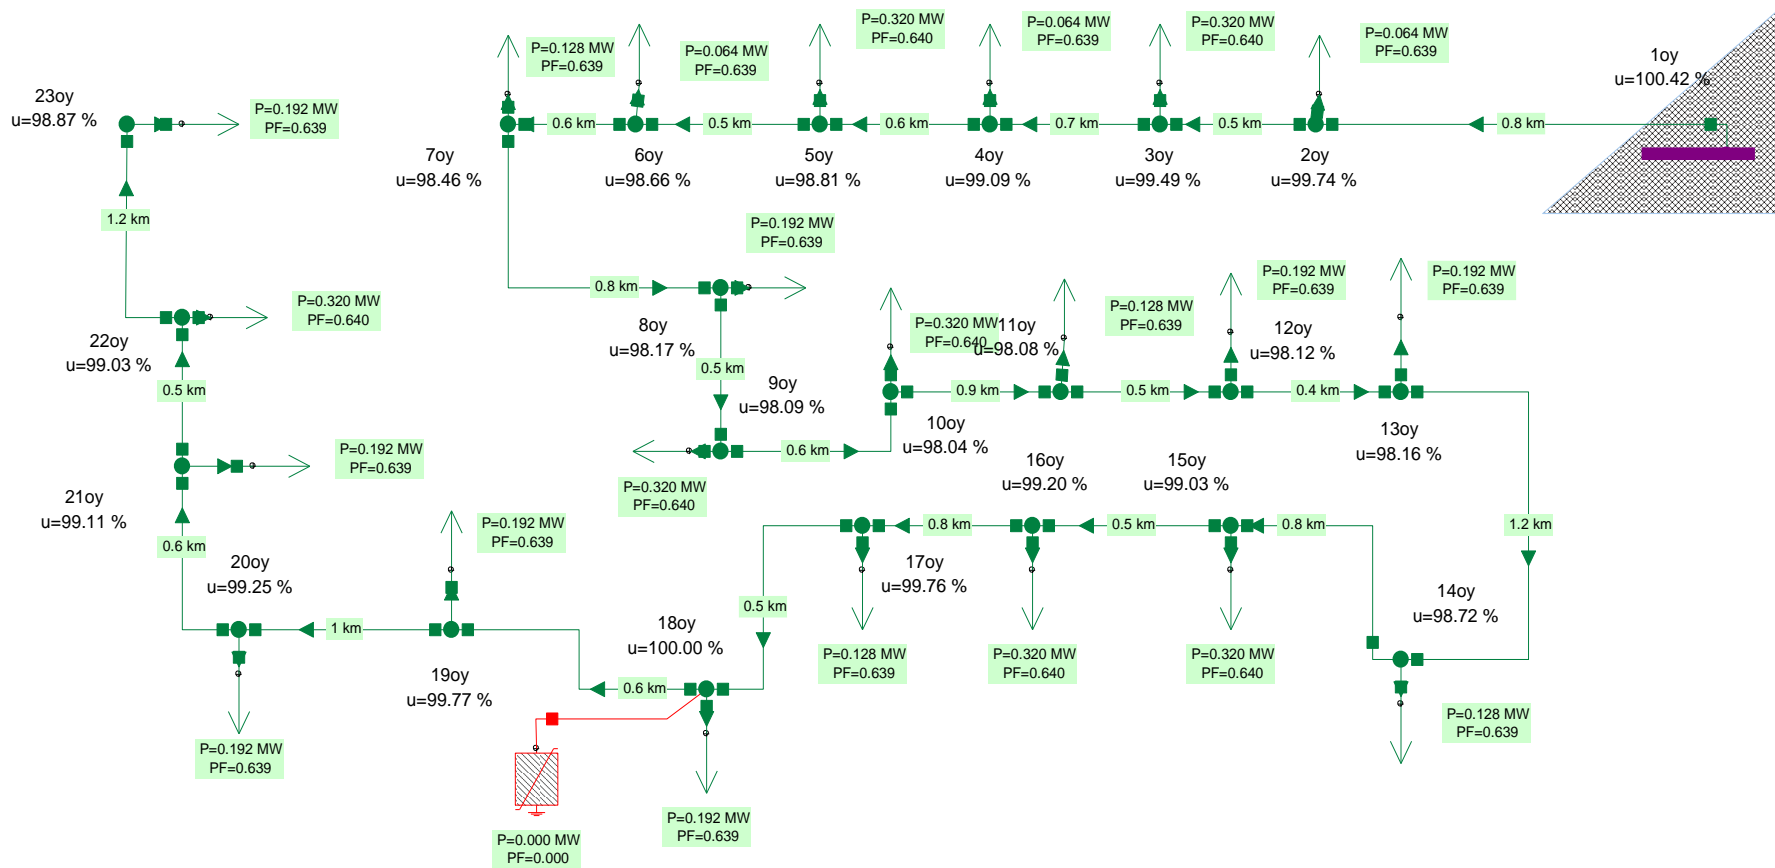 P=0.128 MW
PF=0.639
P=0.064 MW
PF=0.639
P=0.320 MW
PF=0.640
P=0.064 MW
PF=0.639
P=0.320 MW
PF=0.640
P=0.064 MW
PF=0.639
1oy
u=100.42 %
23oy
u=98.87 %
P=0.192 MW
PF=0.639
0.6 km
0.5 km
0.6 km
0.7 km
0.5 km
0.8 km
7oy
u=98.46 %
6oy
u=98.66 %
5oy
u=98.81 %
4oy
u=99.09 %
3oy
u=99.49 %
2oy
u=99.74 %
1.2 km
P=0.192 MW
PF=0.639
0.8 km
P=0.320 MW
PF=0.640
22oy
u=99.03 %
8oy
u=98.17 %
P=0.320 MW
PF=0.640
11oy
u=98.08 %
P=0.128 MW
PF=0.639
P=0.192 MW
PF=0.639
12oy
u=98.12 %
P=0.192 MW
PF=0.639
0.5 km
0.5 km
9oy
u=98.09 %
0.9 km
0.5 km
0.4 km
10oy
u=98.04 %
13oy
u=98.16 %
0.6 km
P=0.192 MW
PF=0.639
21oy
u=99.11 %
P=0.320 MW
PF=0.640
16oy
u=99.20 %
15oy
u=99.03 %
0.6 km
P=0.192 MW
PF=0.639
0.8 km
0.5 km
0.8 km
1.2 km
20oy
u=99.25 %
17oy
u=99.76 %
14oy
u=98.72 %
0.5 km
1 km
18oy
u=100.00 %
19oy
u=99.77 %
0.6 km
P=0.128 MW
PF=0.639
P=0.320 MW
PF=0.640
P=0.320 MW
PF=0.640
P=0.128 MW
PF=0.639
P=0.192 MW
PF=0.639
P=0.192 MW
PF=0.639
P=0.000 MW
PF=0.000